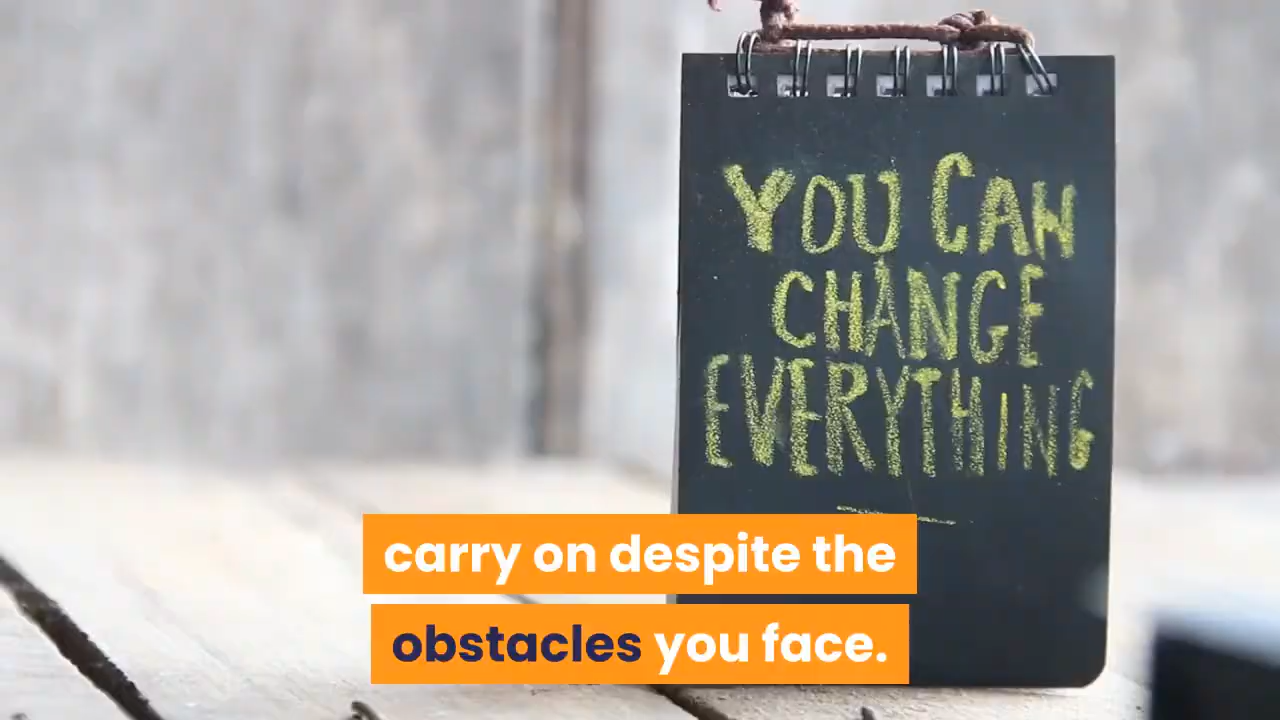 YOU CAN
CHANGE
EVERYTHING
carry on despite the
obstacles you face.